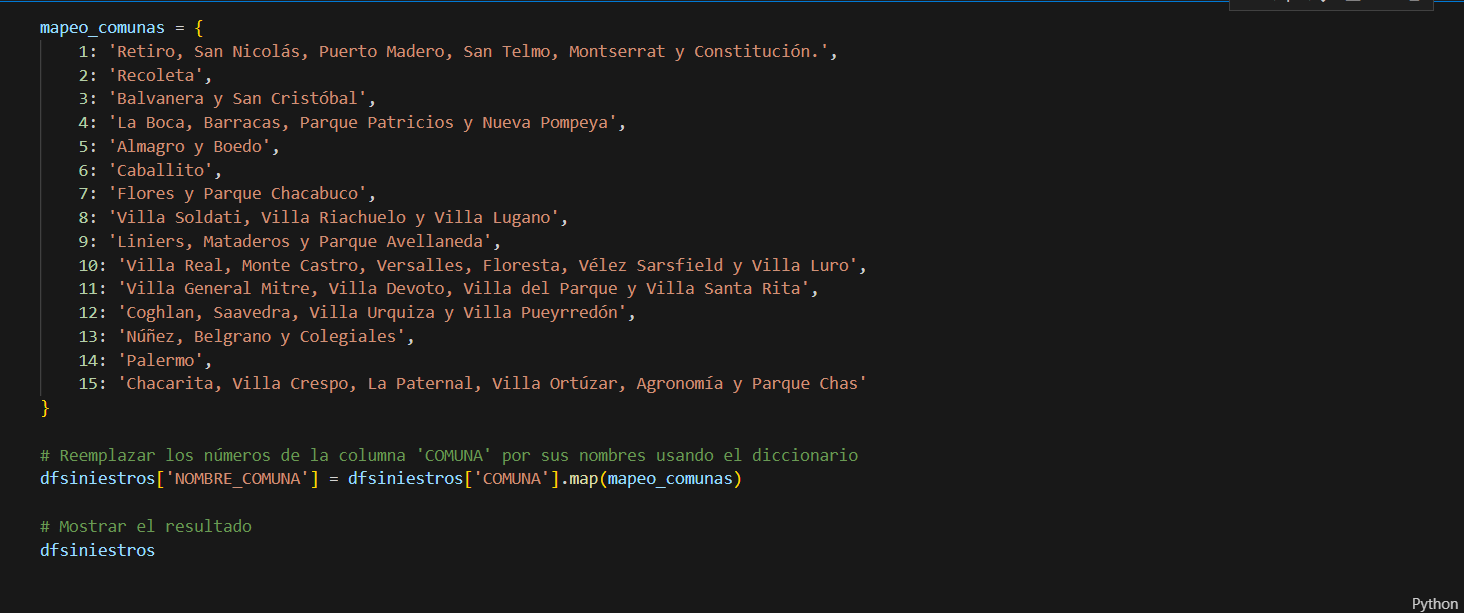 mapeo_comunas = {
    1: 'Retiro, San Nicolás, Puerto Madero, San Telmo, Montserrat y Constitución.',
    2: 'Recoleta',
    3: 'Balvanera y San Cristóbal',
    4: 'La Boca, Barracas, Parque Patricios y Nueva Pompeya',
    5: 'Almagro y Boedo',
    6: 'Caballito',
    7: 'Flores y Parque Chacabuco',
    8: 'Villa Soldati, Villa Riachuelo y Villa Lugano',
    9: 'Liniers, Mataderos y Parque Avellaneda',
    10: 'Villa Real, Monte Castro, Versalles, Floresta, Vélez Sarsfield y Villa Luro',
    11: 'Villa General Mitre, Villa Devoto, Villa del Parque y Villa Santa Rita',
    12: 'Coghlan, Saavedra, Villa Urquiza y Villa Pueyrredón',
    13: 'Núñez, Belgrano y Colegiales',
    14: 'Palermo',
    15: 'Chacarita, Villa Crespo, La Paternal, Villa Ortúzar, Agronomía y Parque Chas'
}
# Reemplazar los números de la columna 'COMUNA' por sus nombres usando el diccionario
dfsiniestros['NOMBRE_COMUNA'] = dfsiniestros['COMUNA'].map(mapeo_comunas)
# Mostrar el resultado
dfsiniestros
Python